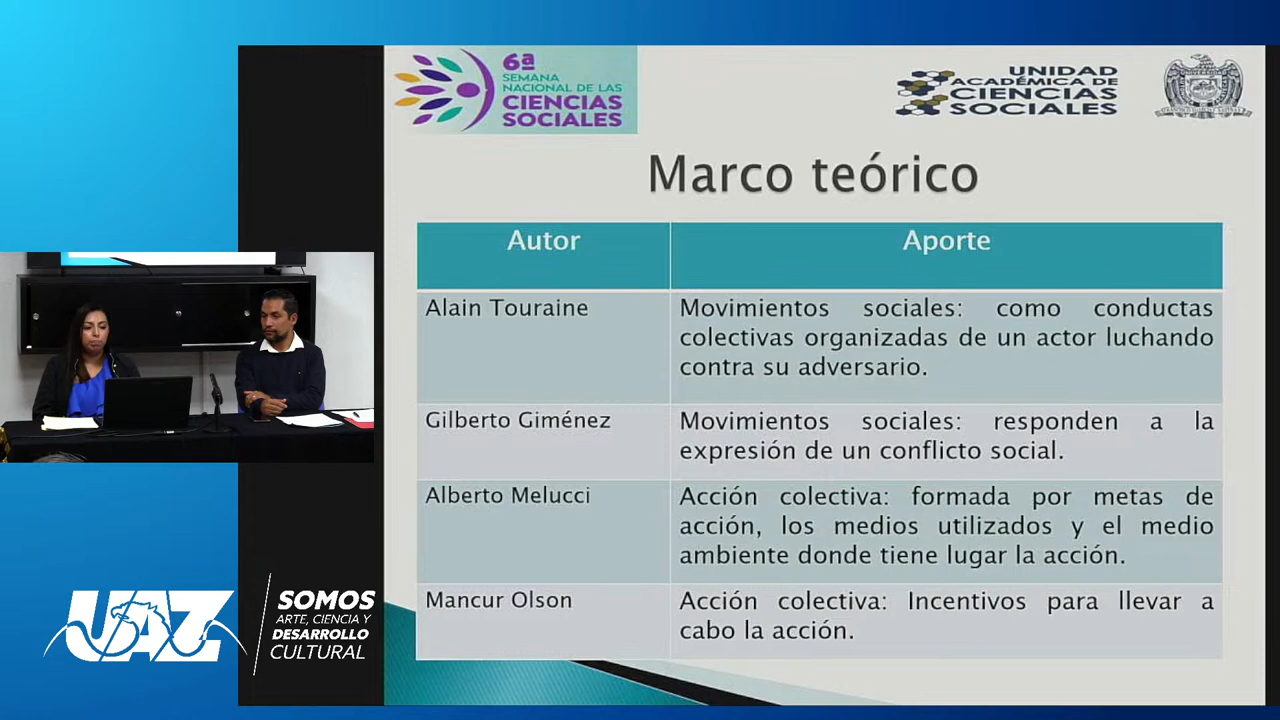 6ª
SEMANA
NACIONAL DE LAS
CIENCIAS
SOCIALES
UNIDAD
ACADÉMICA DE
CIENCIAS
SOCIALES
Marco teórico
Autor
Aporte
Alain Touraine
Movimientos sociales: como conductas
colectivas organizadas de un actor luchando
contra su adversario.
Gilberto Giménez
Movimientos sociales: responden a la
expresión de un conflicto social.
Alberto Melucci
Acción colectiva: formada por metas de
acción, los medios utilizados y el medio
ambiente donde tiene lugar la acción.
Mancur Olson
Acción colectiva: Incentivos para llevar a
cabo la acción.
UAZ
SOMOS
ARTE, CIENCIA Y
DESARROLLO
CULTURAL